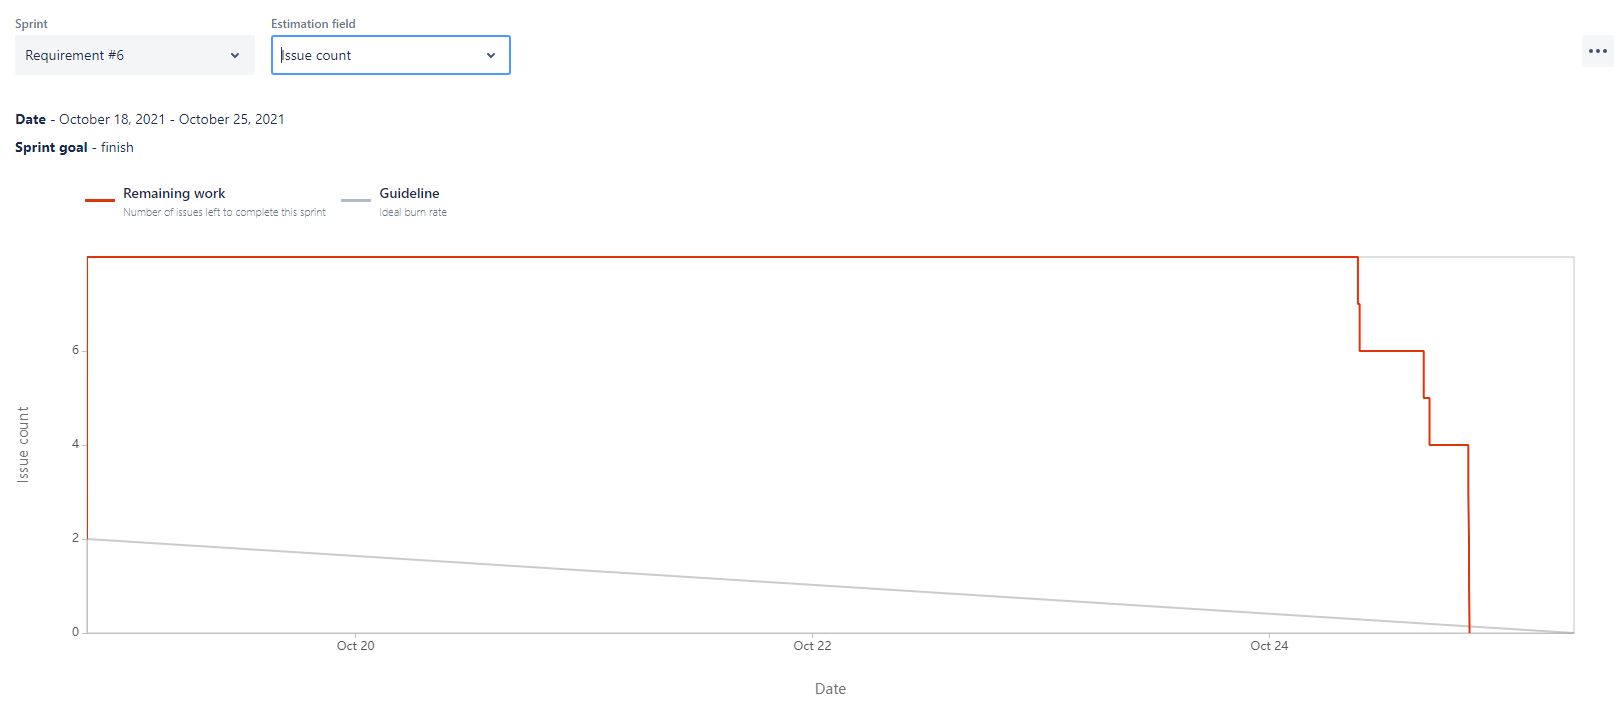 Sprint
Estimation field
Requirement #6
Issue count
Date - October 18, 2021 - October 25, 2021
Sprint goal - finish
Remaining work
Number of issues left to complete this sprint
Guideline
Ideal burn rate
6
4
2
0
Issue count
Oct 20
Oct 22
Oct 24
Date